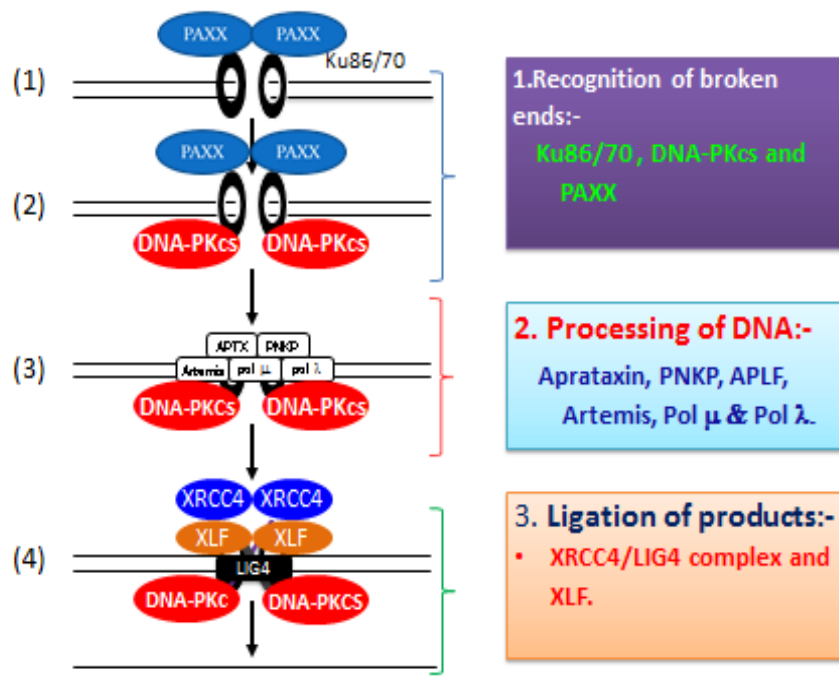 PAXX PAXX
Ku86/70
(1)
PAXX PAXX
(2)
DNA-PKcs DNA-PKcs
APTX PNKP
(3)
Artemis pol μ pol λ
DNA-PKCs DNA-PKcs
XRCC4 XRCC4
XLF XLF
(4)
LIG4
DNA-PKc DNA-PKCS
1.Recognition of broken
ends:-
Ku86/70 , DNA-PKcs and
PAXX
2. Processing of DNA:-
Aprataxin, PNKP, APLF,
Artemis, Pol μ & Pol λ.
3. Ligation of products:-
• XRCC4/LIG4 complex and
XLF.